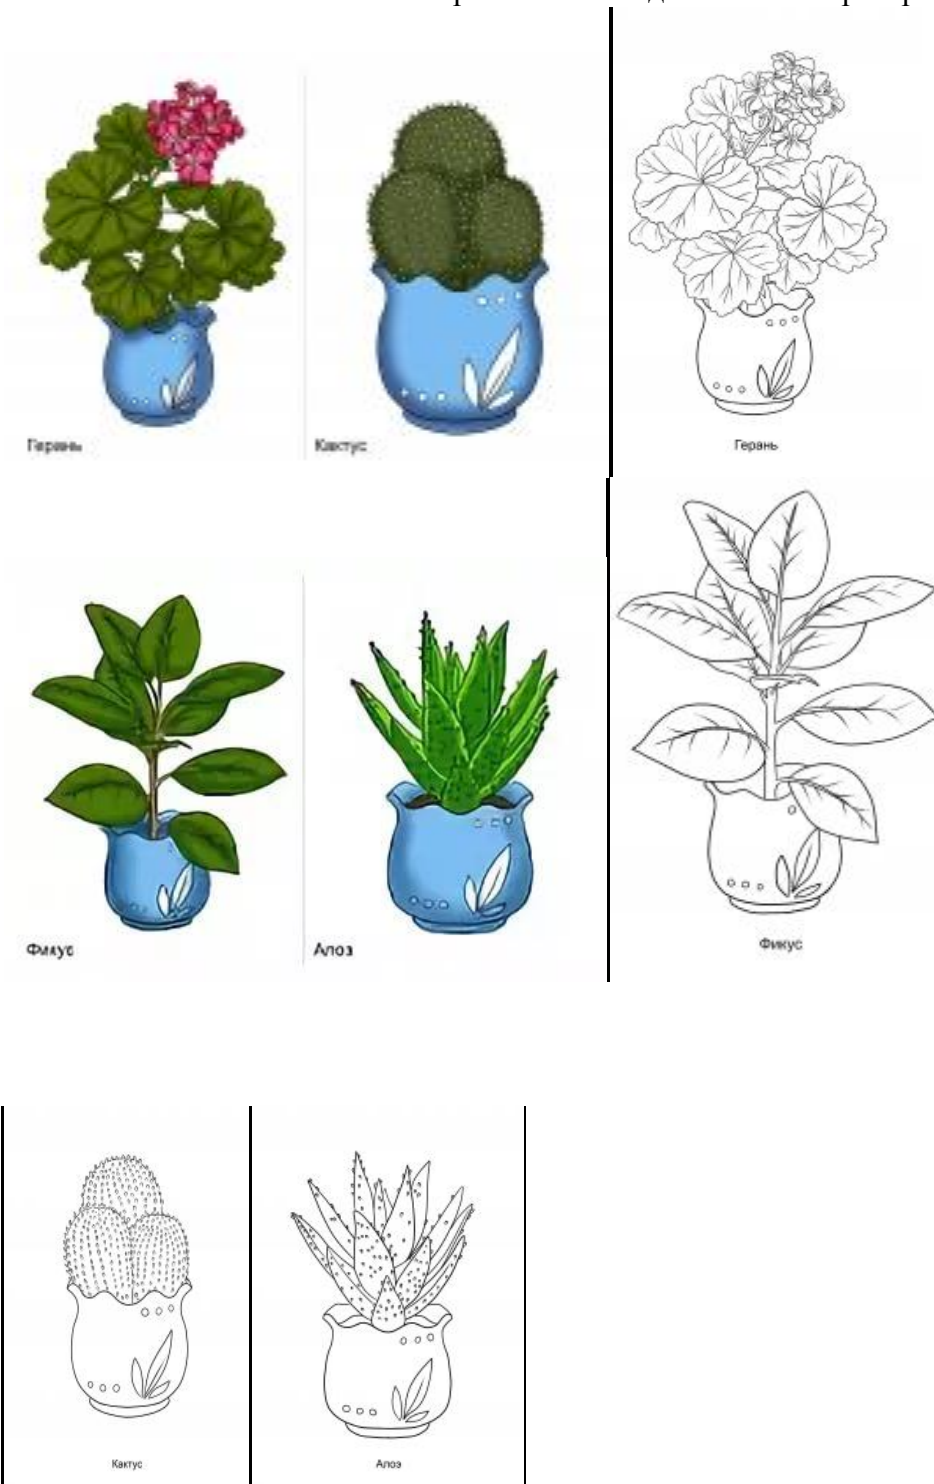 Герань
Кактус
Герань
Фикус
Алоэ
Фикус
Кактус
Алоэ